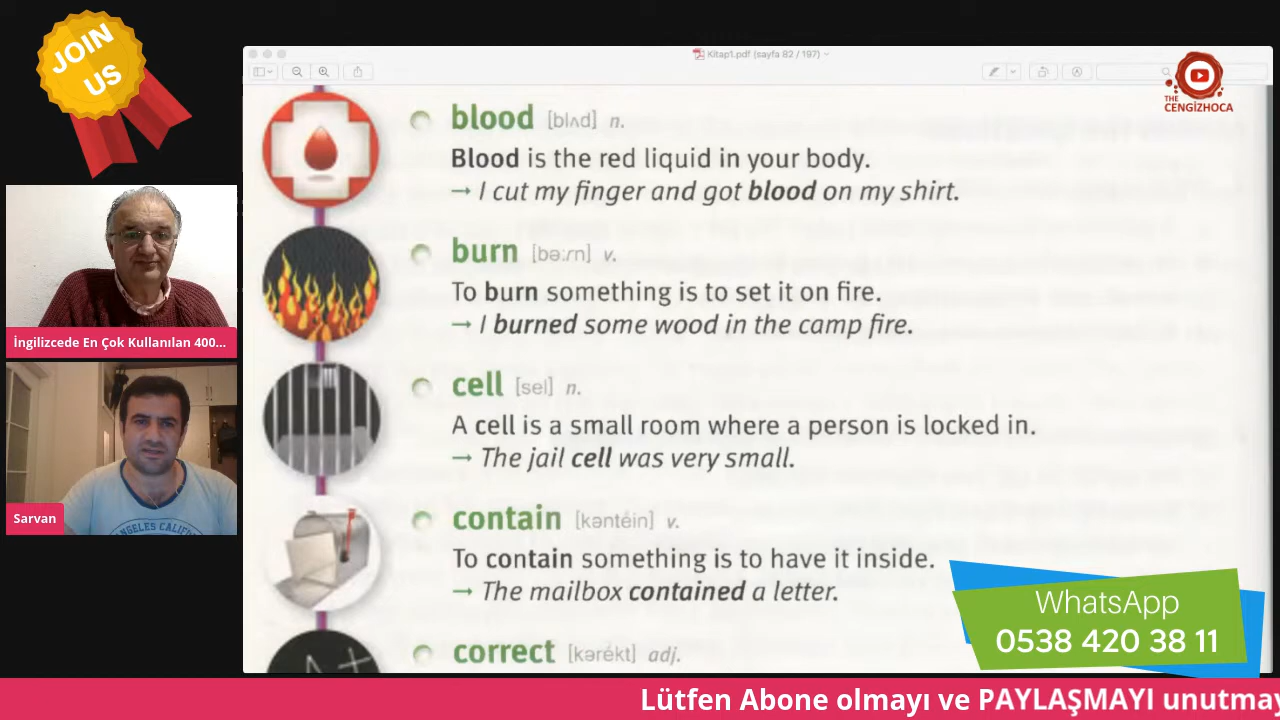 JOIN
US
Kitap1.pdf (sayfa 82 / 197)
THE
CENGİZHOCA
blood [blʌd] n.
Blood is the red liquid in your body.
→ I cut my finger and got blood on my shirt.
burn [bəːrn] v.
To burn something is to set it on fire.
→ I burned some wood in the camp fire.
cell [sel] n.
A cell is a small room where a person is locked in.
→ The jail cell was very small.
contain [kəntéin] v.
To contain something is to have it inside.
→ The mailbox contained a letter.
correct [kərékt] adj.
İngilizcede En Çok Kullanılan 400...
Sarvan
ANGELES CALIFO
WhatsApp
0538 420 38 11
Lütfen Abone olmayı ve PAYLAŞMAYI unutmay